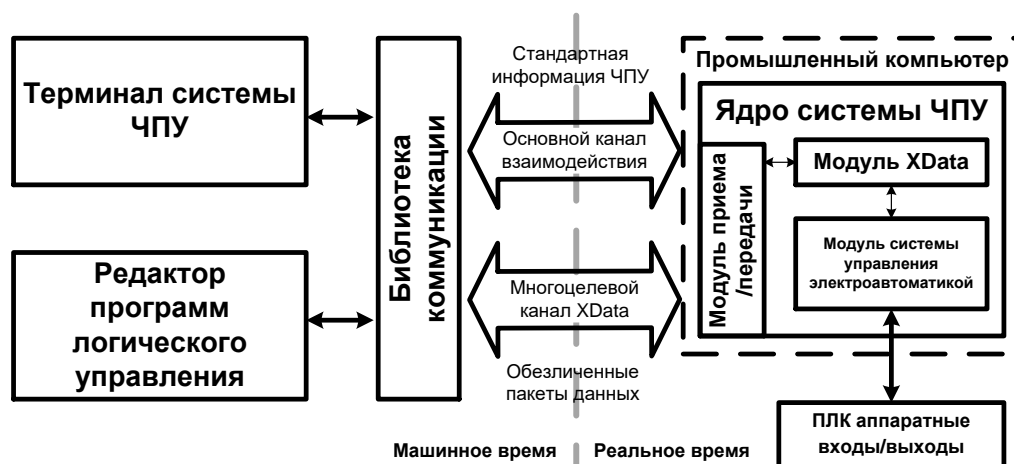 Терминал системы
ЧПУ
Редактор
программ
логического
управления
Библиотека
коммуникации
Стандартная
информация ЧПУ
Основной канал
взаимодействия
Многоцелевой
канал XData
Обезличенные
пакеты данных
Машинное время
Реальное время
Промышленный компьютер
Ядро системы ЧПУ
Модуль приема
/передачи
Модуль XData
Модуль системы
управления
электроавтоматикой
ПЛК аппаратные
входы/выходы